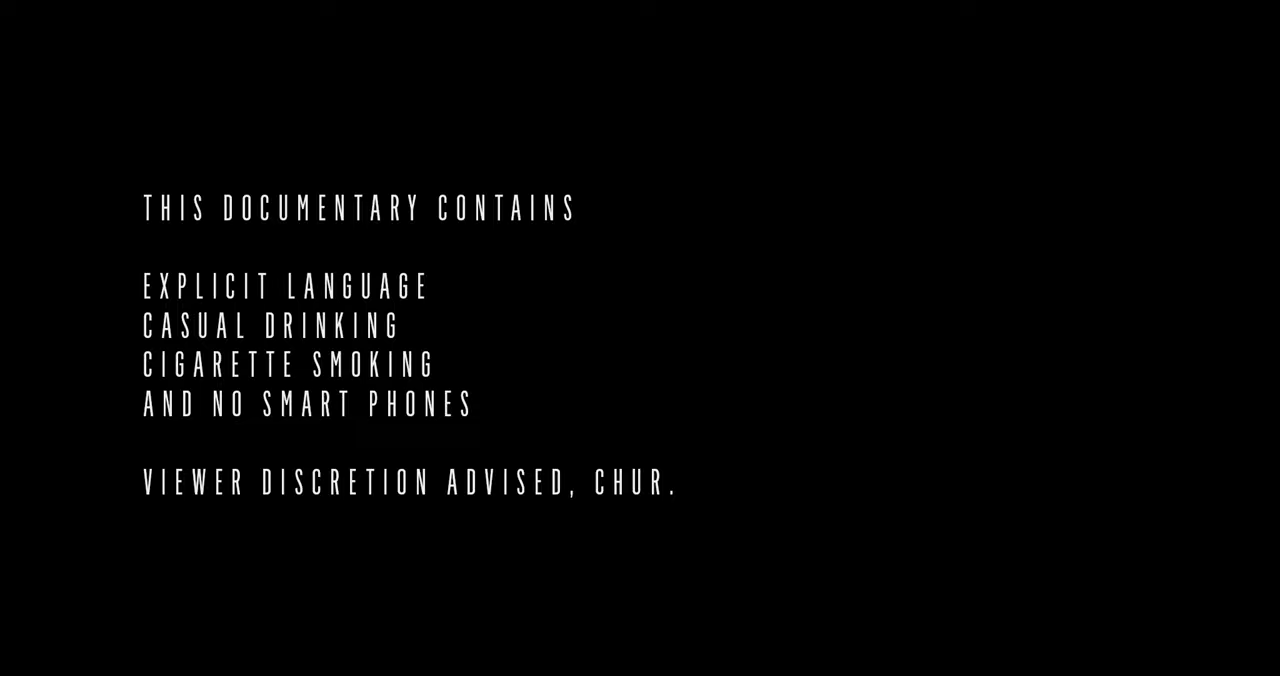 THIS DOCUMENTARY CONTAINS
EXPLICIT LANGUAGE
CASUAL DRINKING
CIGARETTE SMOKING
AND NO SMART PHONES
VIEWER DISCRETION ADVISED, CHUR.